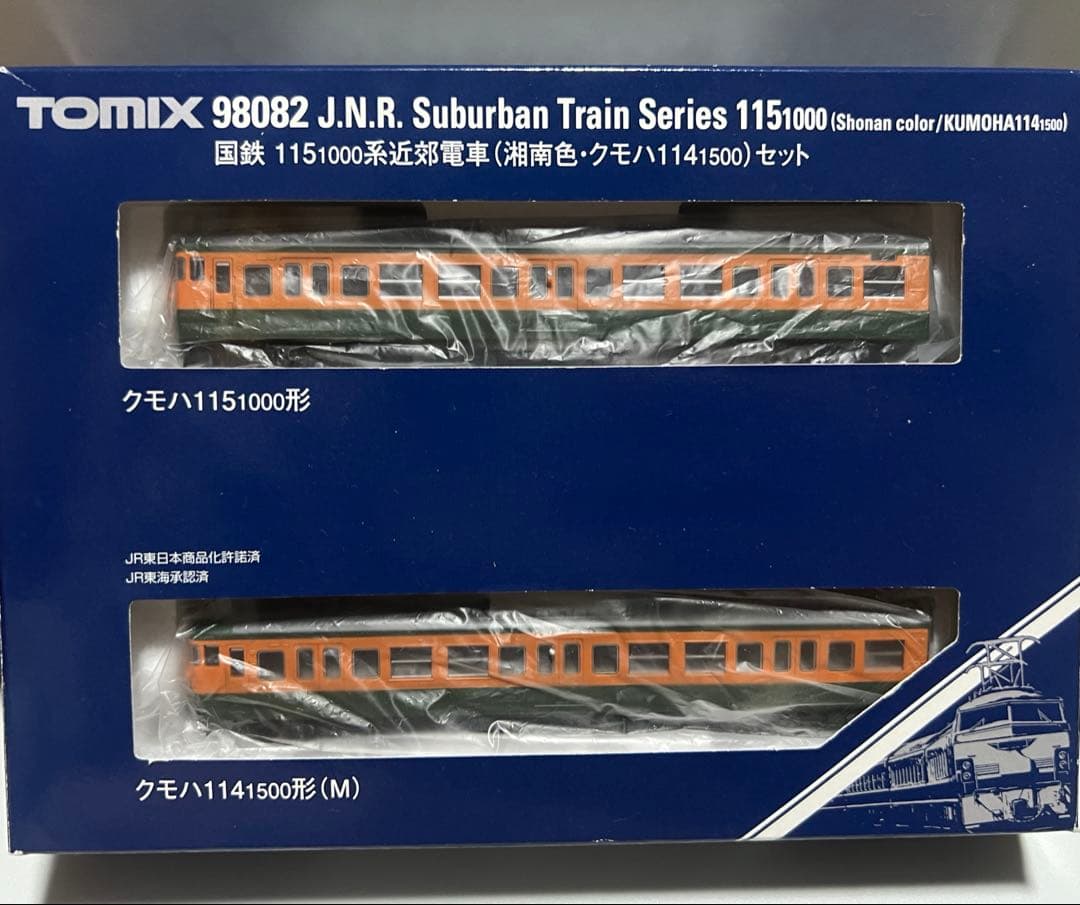 TOMIX 98082 J.N.R. Suburban Train Series 1151000 (Shonan color/KUMOHA1141500)
国鉄 1151000系近郊電車(湘南色・クモハ1141500)セット
クモハ1151000形
JR東日本商品化許諾済
JR東海承認済
クモハ1141500形(M)